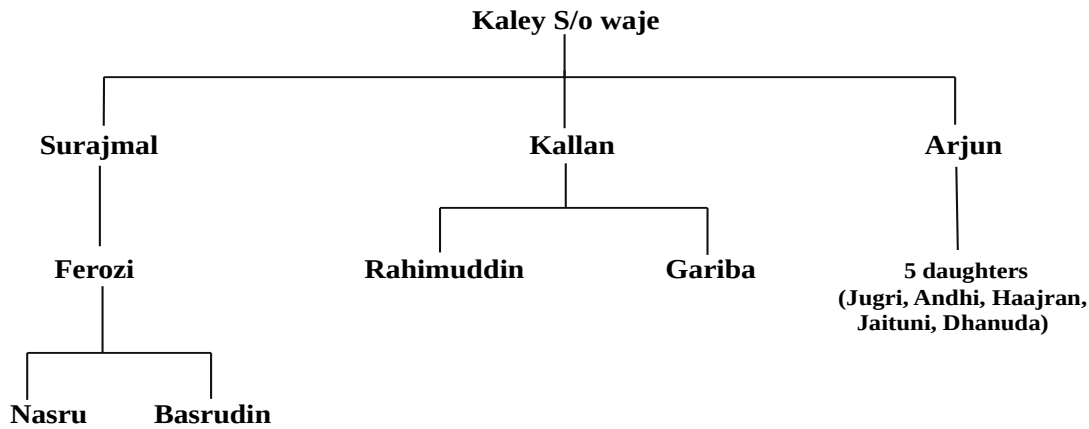 Kaley S/o waje
Surajmal
Kallan
Arjun
Ferozi
Rahimuddin
Gariba
5 daughters
(Jugri, Andhi, Haajran,
Jaituni, Dhanuda)
Nasru
Basrudin